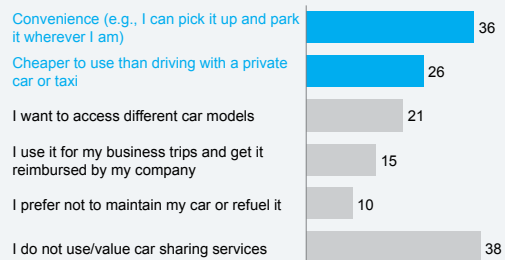 Convenience (e.g., I can pick it up and park
it wherever I am)
36
Cheaper to use than driving with a private
car or taxi
26
I want to access different car models
21
I use it for my business trips and get it
reimbursed by my company
15
I prefer not to maintain my car or refuel it
10
I do not use/value car sharing services
38